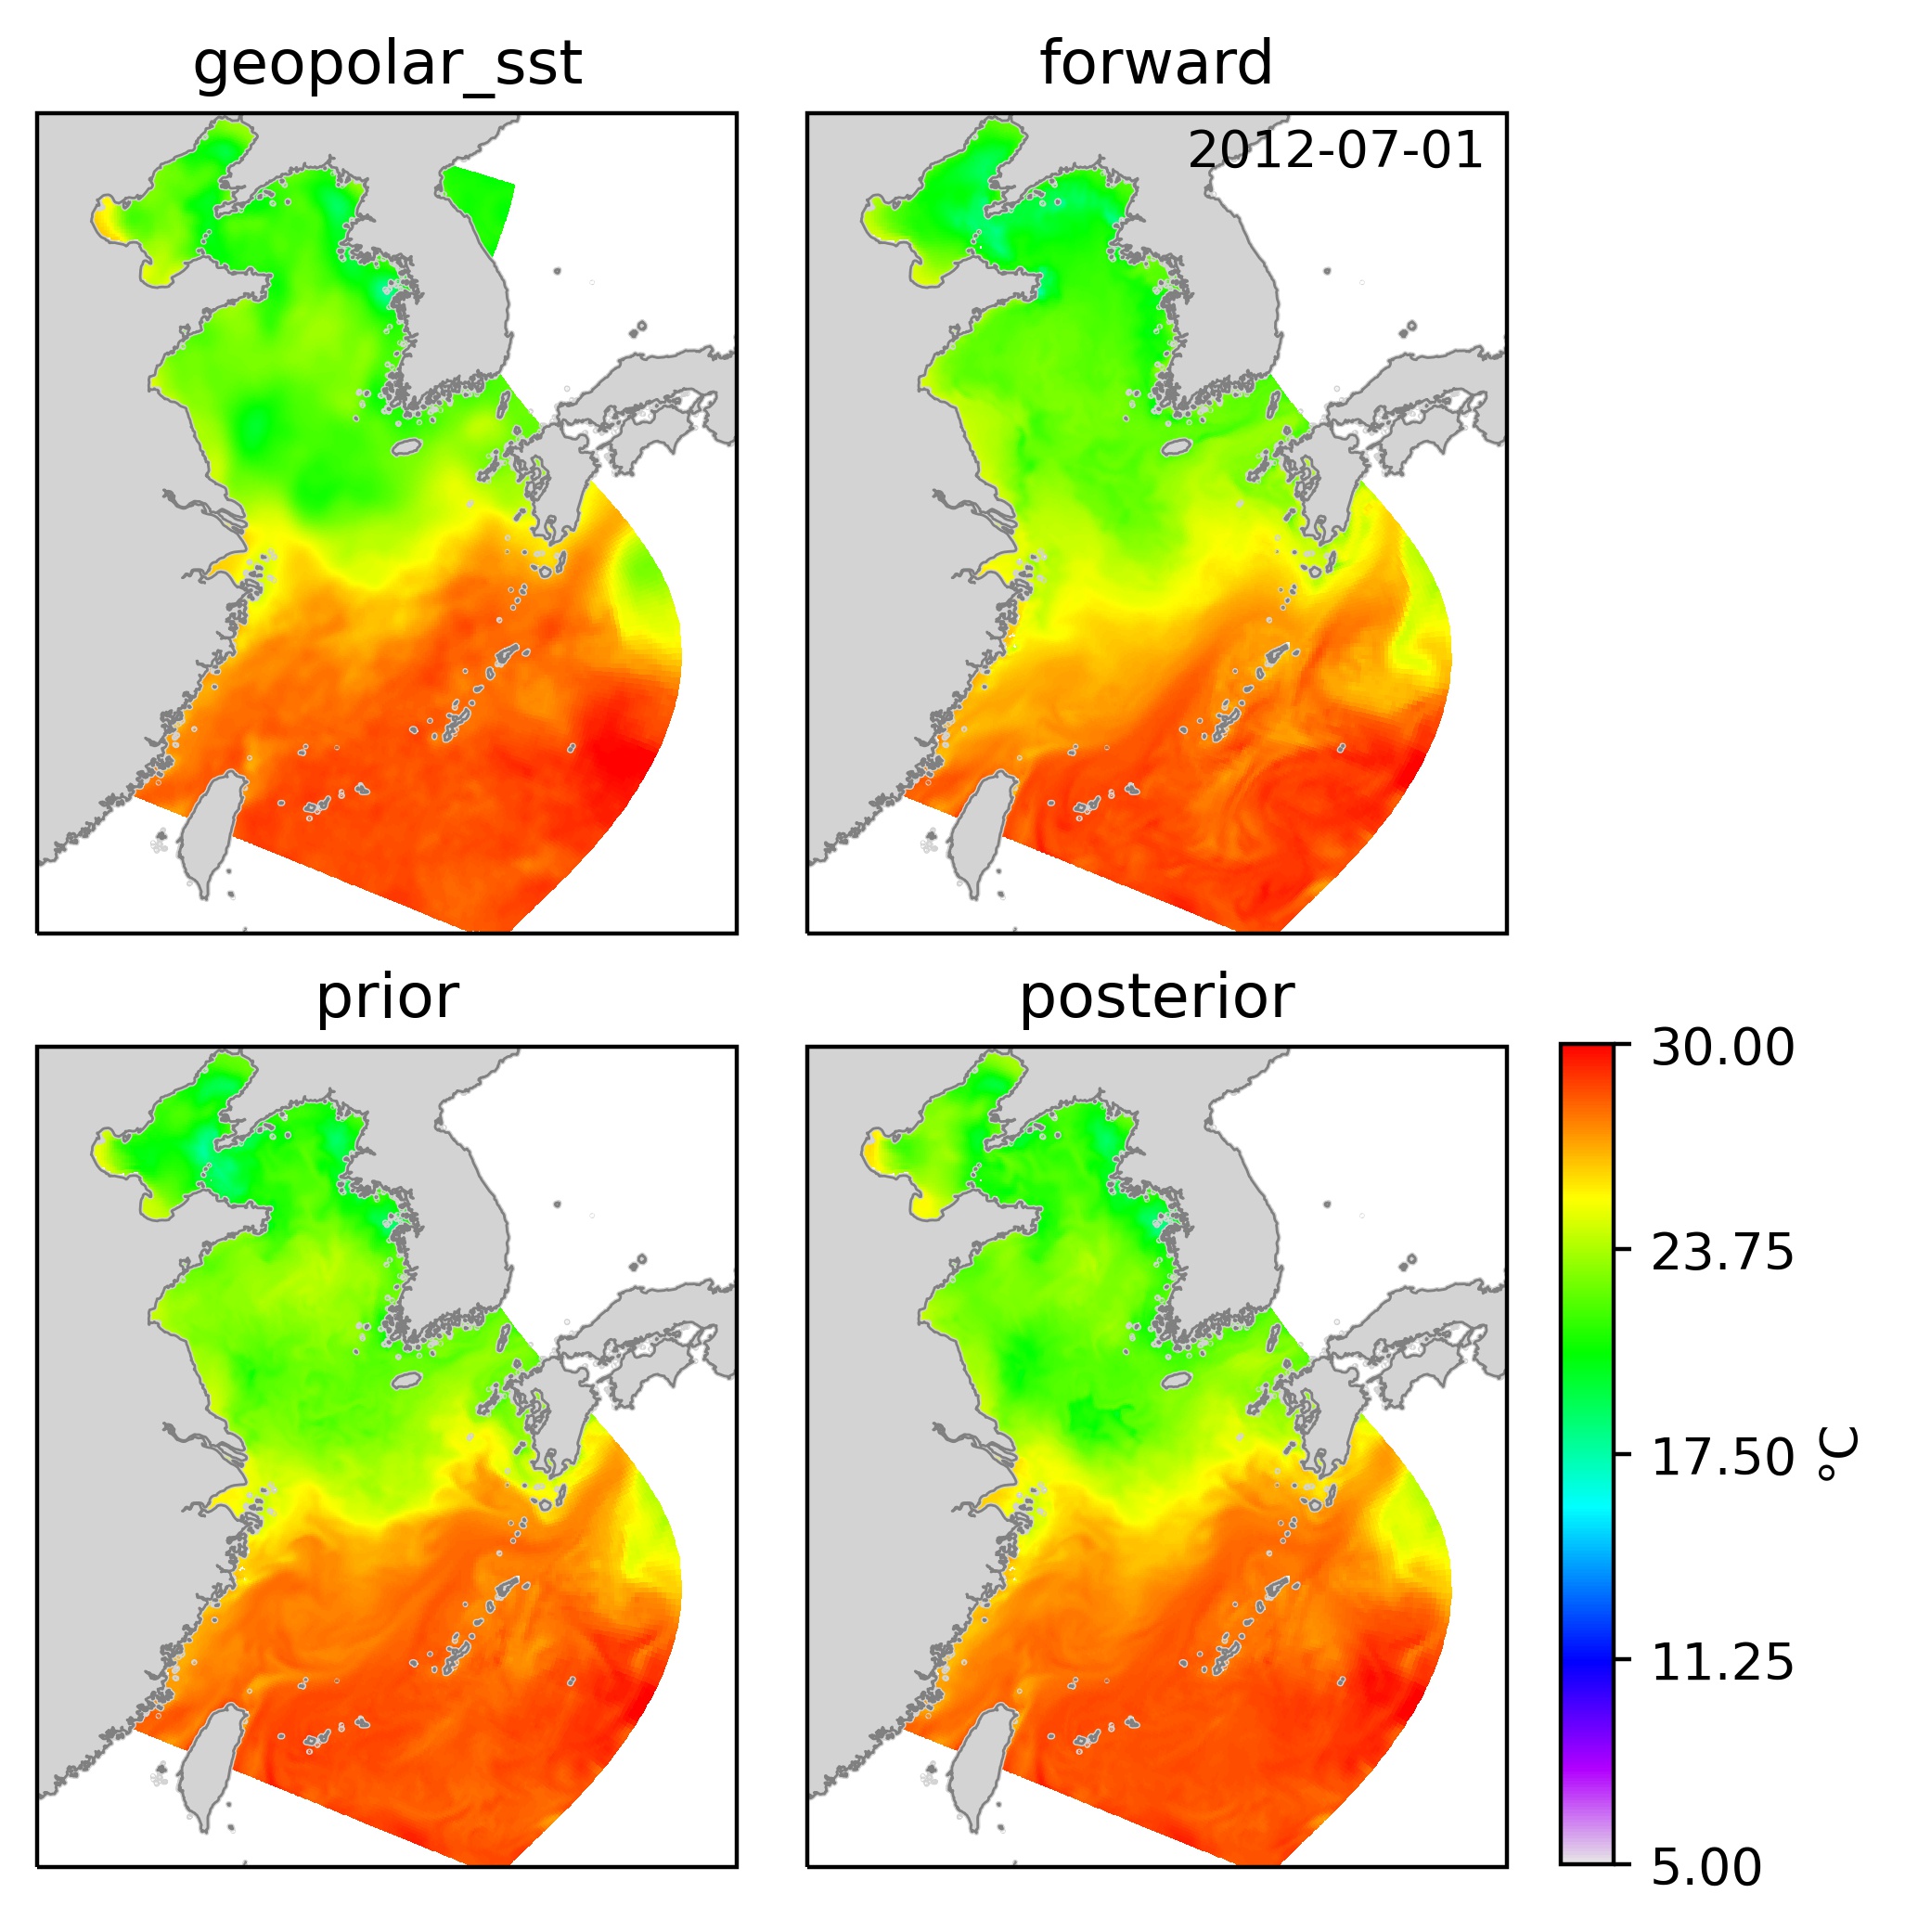 geopolar_sst
forward
2012-07-01
prior
posterior
30.00
23.75
17.50
11.25
5.00
°C